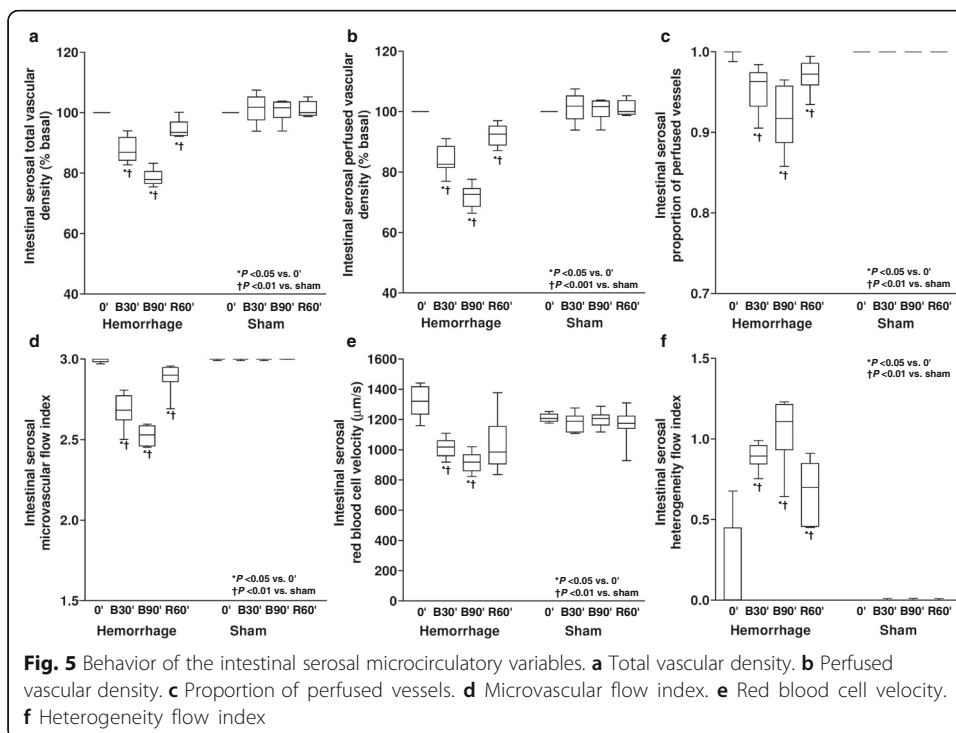 a
Intestinal serosal total vascular density (% basal)
120
100
80
60
40
*P <0.05 vs. 0'
†P <0.01 vs. sham
*† *† *†
0' B30' B90' R60' 0' B30' B90' R60'
Hemorrhage Sham
b
Intestinal serosal perfused vascular density (% basal)
120
100
80
60
40
*P <0.05 vs. 0'
†P <0.001 vs. sham
*† *† *†
0' B30' B90' R60' 0' B30' B90' R60'
Hemorrhage Sham
c
Intestinal serosal proportion of perfused vessels
1.0
0.9
0.8
0.7
*P <0.05 vs. 0'
†P <0.01 vs. sham
*† *† *†
0' B30' B90' R60' 0' B30' B90' R60'
Hemorrhage Sham
d
Intestinal serosal microvascular flow index
3.0
2.5
2.0
1.5
*P <0.05 vs. 0'
†P <0.01 vs. sham
*† *† *†
0' B30' B90' R60' 0' B30' B90' R60'
Hemorrhage Sham
e
Intestinal serosal red blood cell velocity (µm/s)
1600
1400
1200
1000
800
600
400
200
0
*P <0.05 vs. 0'
†P <0.01 vs. sham
*† *†
0' B30' B90' R60' 0' B30' B90' R60'
Hemorrhage Sham
f
Intestinal serosal heterogeneity flow index
1.5
1.0
0.5
0.0
*P <0.05 vs. 0'
†P <0.01 vs. sham
*† *† *†
0' B30' B90' R60' 0' B30' B90' R60'
Hemorrhage Sham
Fig. 5 Behavior of the intestinal serosal microcirculatory variables. a Total vascular density. b Perfused
vascular density. c Proportion of perfused vessels. d Microvascular flow index. e Red blood cell velocity.
f Heterogeneity flow index